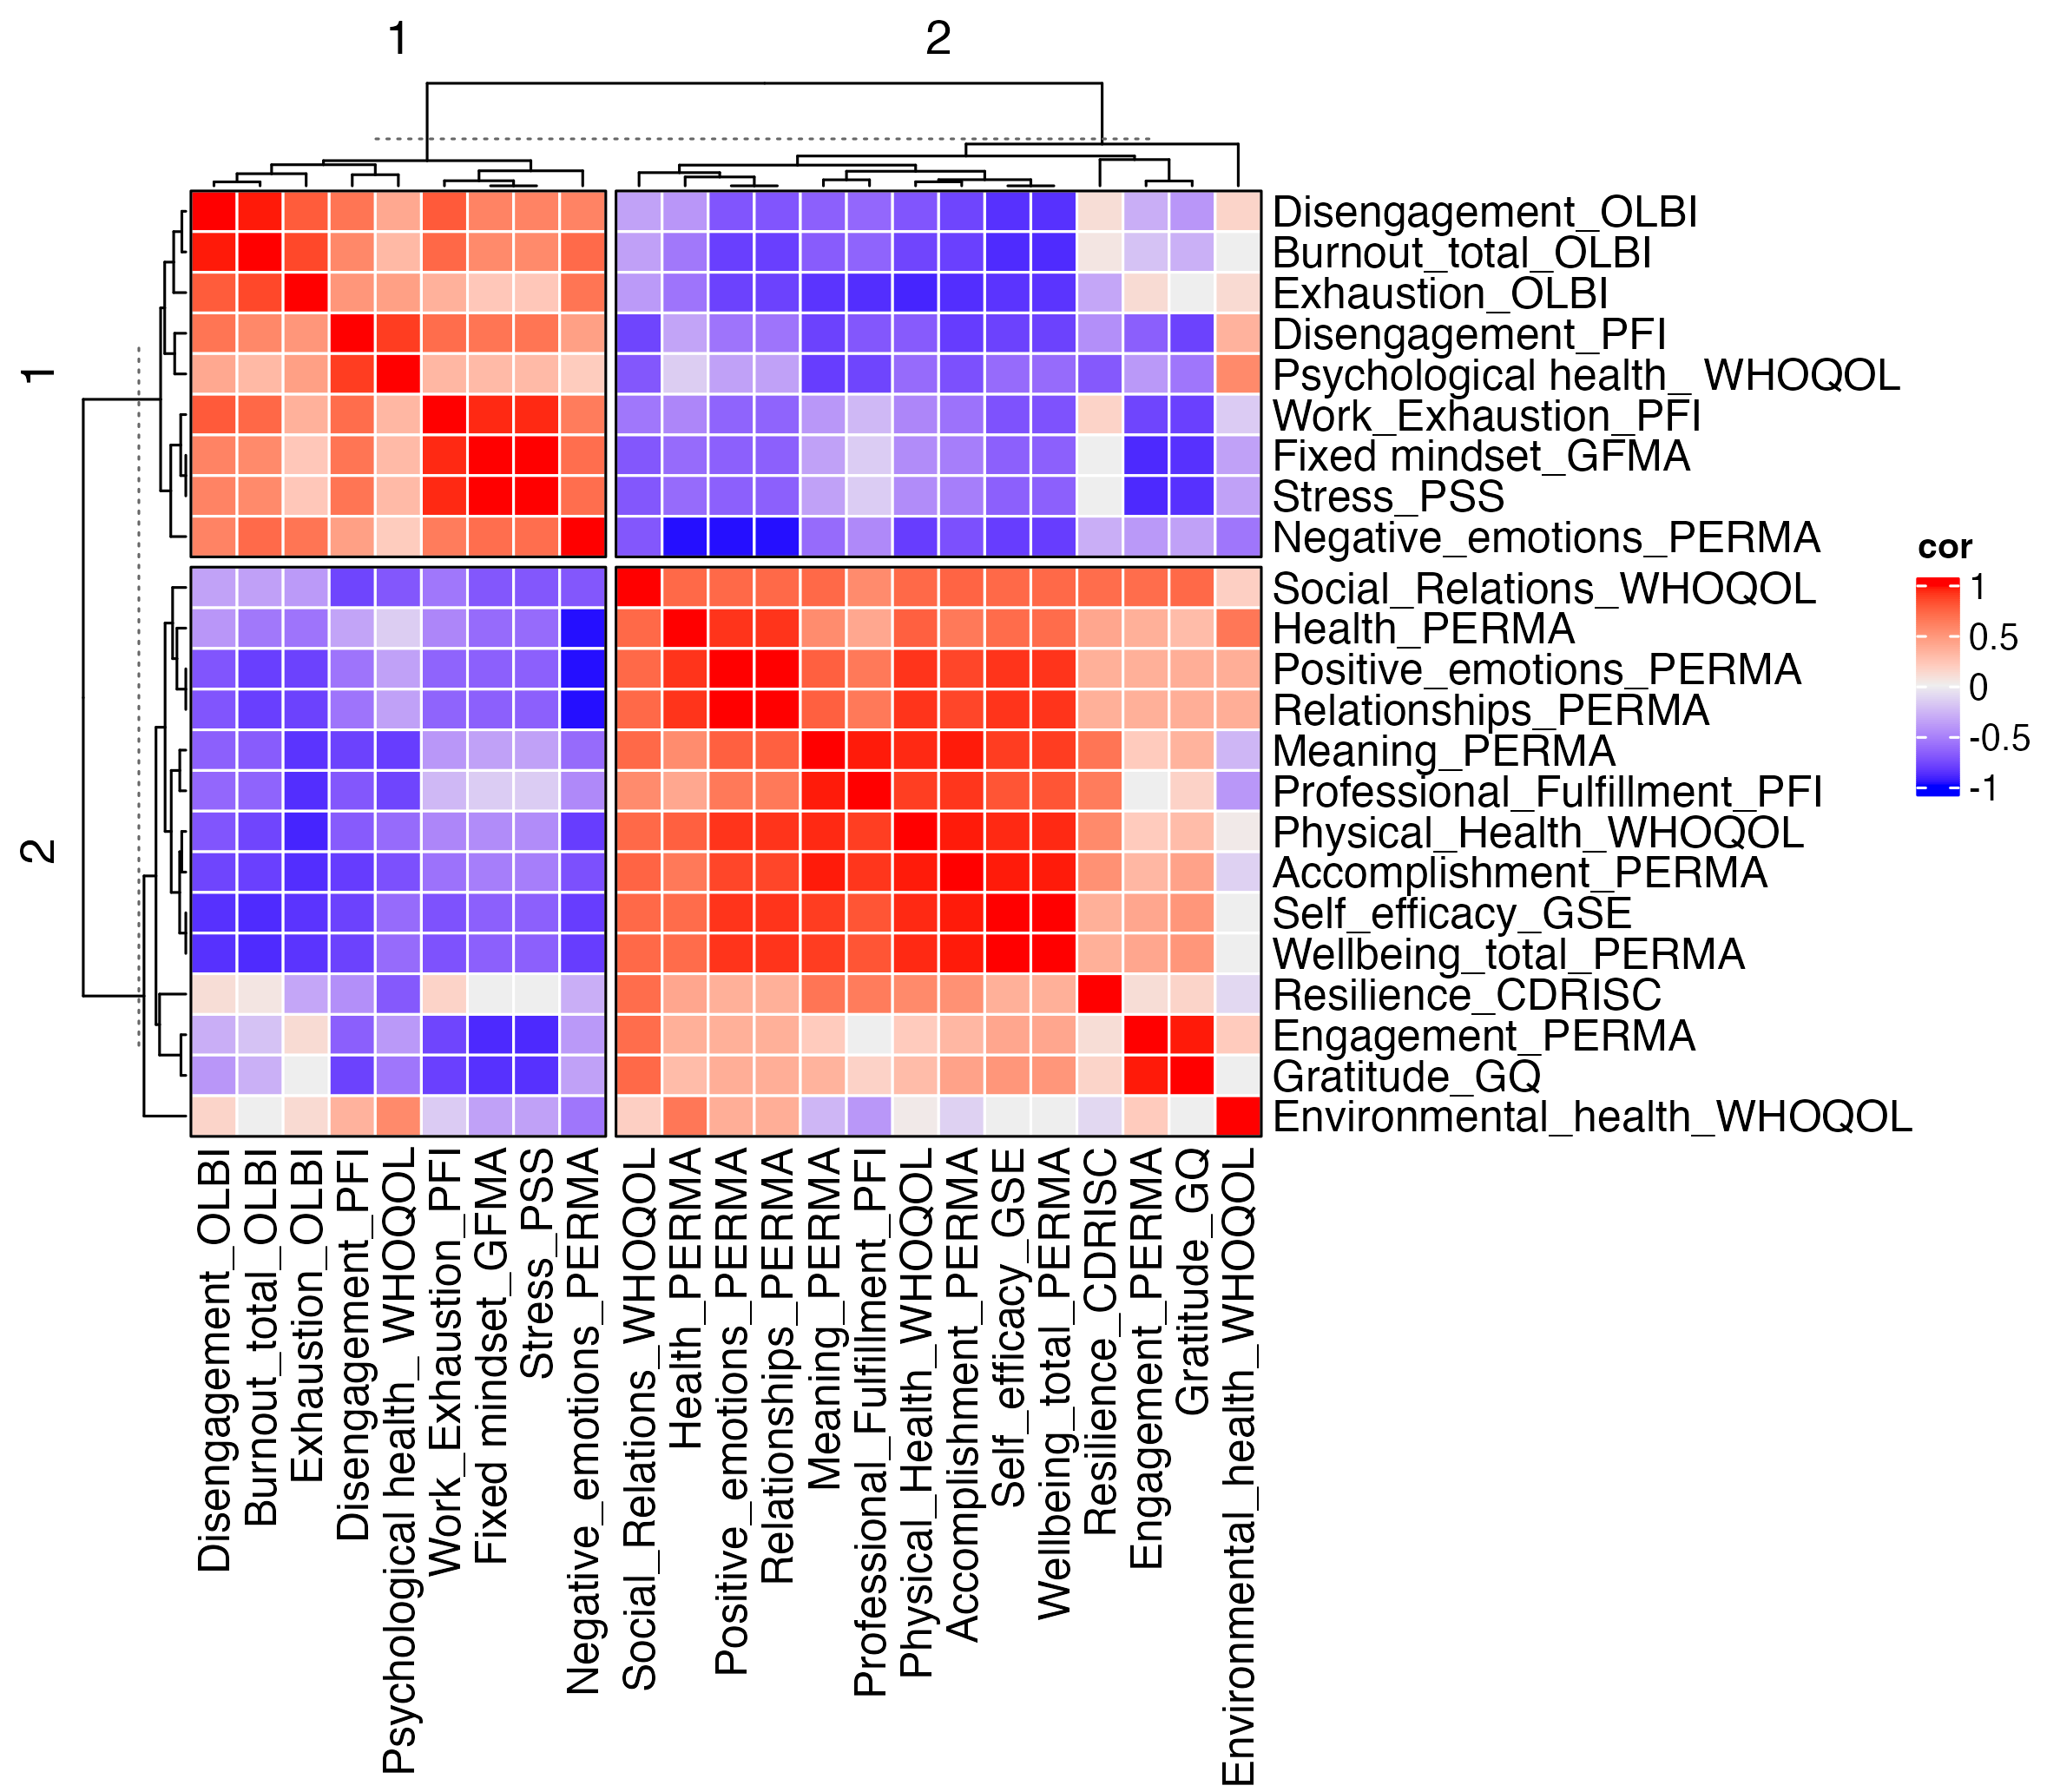 1
2
1
2
Disengagement_OLBI
Burnout_total_OLBI
Exhaustion_OLBI
Disengagement_PFI
Psychological health_ WHOQOL
Work_Exhaustion_PFI
Fixed mindset_GFMA
Stress_PSS
Negative_emotions_PERMA
Social_Relations_WHOQOL
Health_PERMA
Positive_emotions_PERMA
Relationships_PERMA
Meaning_PERMA
Professional_Fulfillment_PFI
Physical_Health_WHOQOL
Accomplishment_PERMA
Self_efficacy_GSE
Wellbeing_total_PERMA
Resilience_CDRISC
Engagement_PERMA
Gratitude_GQ
Environmental_health_WHOQOL
cor
1
0.5
0
-0.5
-1
Disengagement_OLBI
Burnout_total_OLBI
Exhaustion_OLBI
Disengagement_PFI
Psychological health_ WHOQOL
Work_Exhaustion_PFI
Fixed mindset_GFMA
Stress_PSS
Negative_emotions_PERMA
Social_Relations_WHOQOL
Health_PERMA
Positive_emotions_PERMA
Relationships_PERMA
Meaning_PERMA
Professional_Fulfillment_PFI
Physical_Health_WHOQOL
Accomplishment_PERMA
Self_efficacy_GSE
Wellbeing_total_PERMA
Resilience_CDRISC
Engagement_PERMA
Gratitude_GQ
Environmental_health_WHOQOL